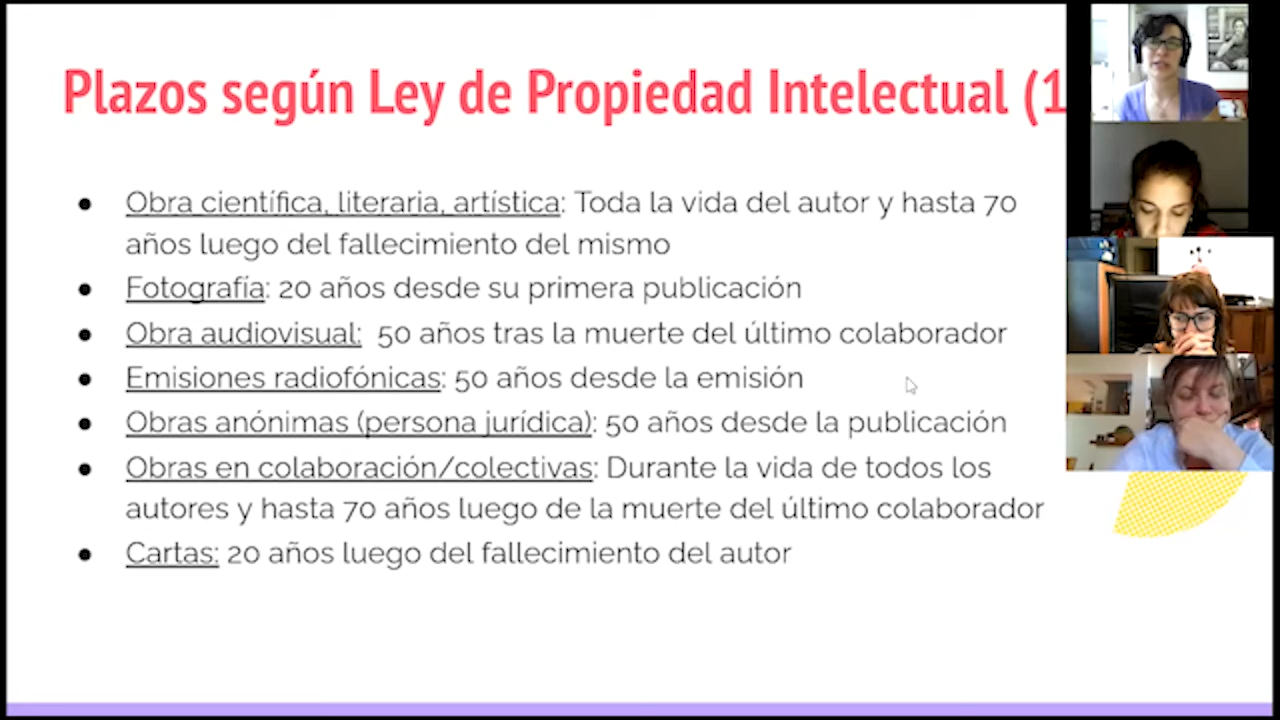 Plazos según Ley de Propiedad Intelectual (1
● Obra científica, literaria, artística: Toda la vida del autor y hasta 70
años luego del fallecimiento del mismo
● Fotografía: 20 años desde su primera publicación
● Obra audiovisual: 50 años tras la muerte del último colaborador
● Emisiones radiofónicas: 50 años desde la emisión
● Obras anónimas (persona jurídica): 50 años desde la publicación
● Obras en colaboración/colectivas: Durante la vida de todos los
autores y hasta 70 años luego de la muerte del último colaborador
● Cartas: 20 años luego del fallecimiento del autor